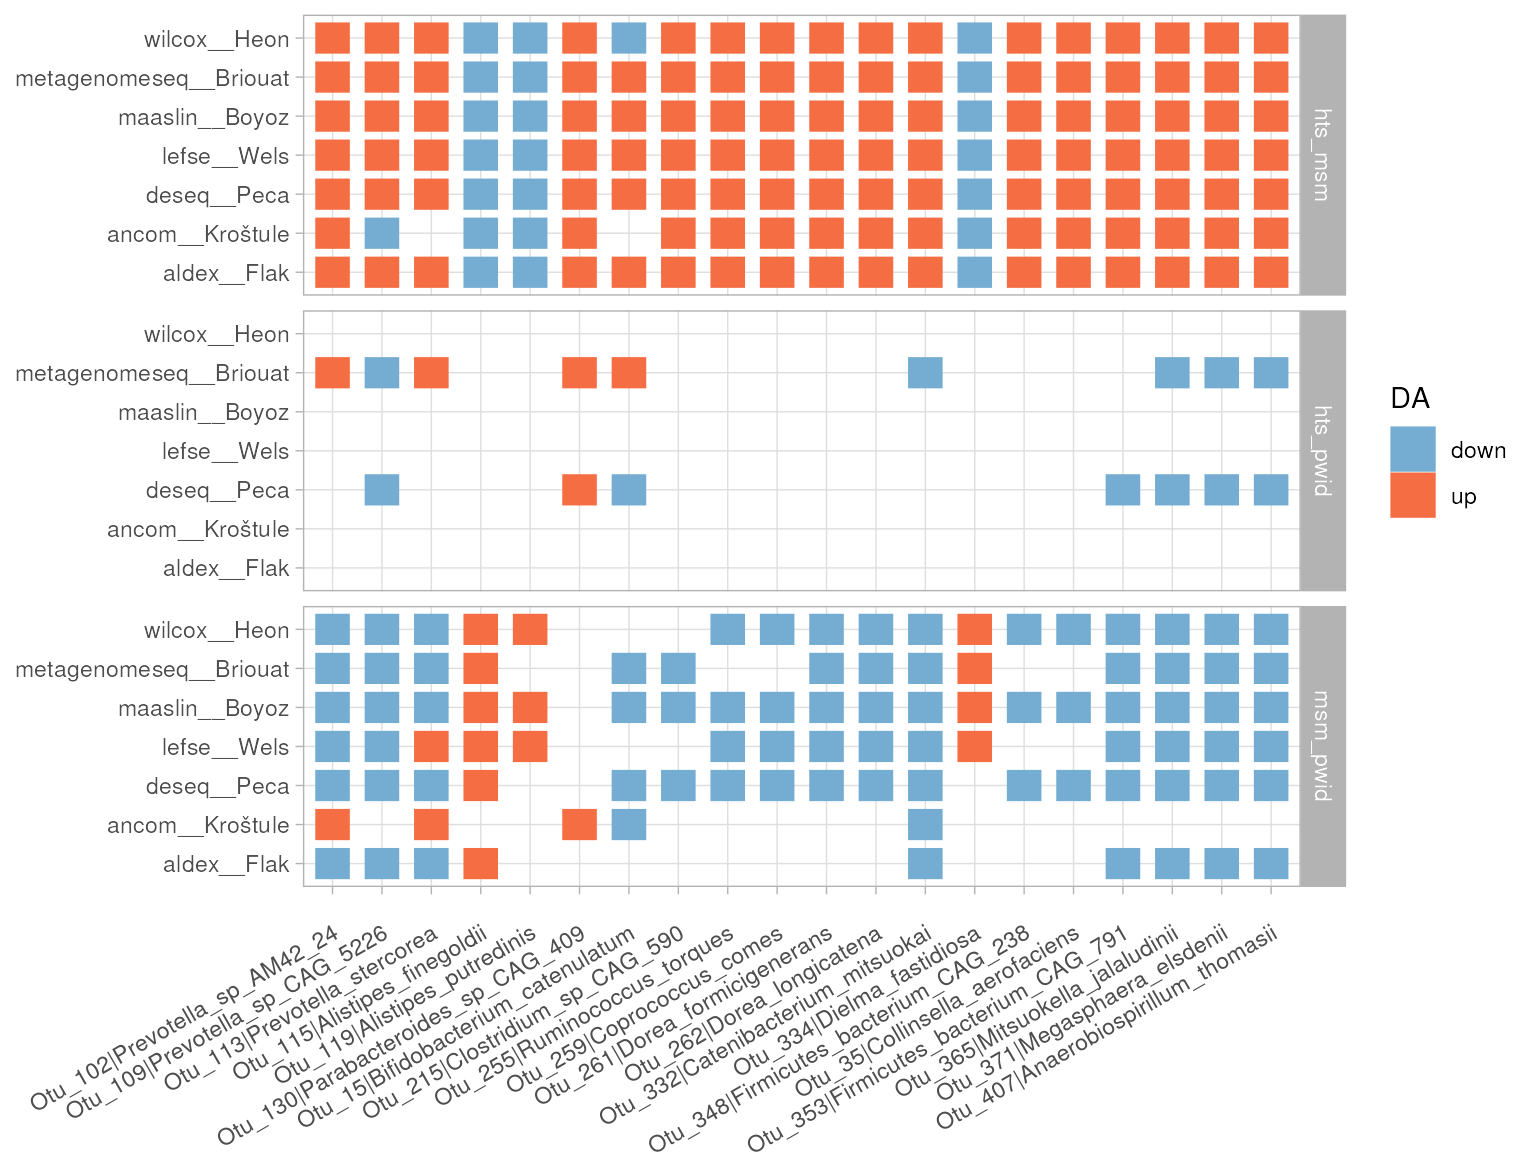 wilcox__Heon
metagenomeseq__Briouat
maaslin__Boyoz
lefse__Wels
deseq__Peca
ancom__Kroštule
aldex__Flak
hts_msm
wilcox__Heon
metagenomeseq__Briouat
maaslin__Boyoz
lefse__Wels
deseq__Peca
ancom__Kroštule
aldex__Flak
hts_pwid
wilcox__Heon
metagenomeseq__Briouat
maaslin__Boyoz
lefse__Wels
deseq__Peca
ancom__Kroštule
aldex__Flak
msm_pwid
Otu_102|Prevotella_sp_AM42_24
Otu_109|Prevotella_sp_CAG_5226
Otu_113|Prevotella_stercorea
Otu_115|Alistipes_finegoldii
Otu_119|Alistipes_putredinis
Otu_130|Parabacteroides_sp_CAG_409
Otu_15|Bifidobacterium_catenulatum
Otu_215|Clostridium_sp_CAG_590
Otu_255|Ruminococcus_torques
Otu_259|Coprococcus_comes
Otu_261|Dorea_formicigenerans
Otu_262|Dorea_longicatena
Otu_332|Catenibacterium_mitsuokai
Otu_334|Dielma_fastidiosa
Otu_348|Firmicutes_bacterium_CAG_238
Otu_35|Collinsella_aerofaciens
Otu_353|Firmicutes_bacterium_CAG_791
Otu_365|Mitsuokella_jalaludinii
Otu_371|Megasphaera_elsdenii
Otu_407|Anaerobiospirillum_thomasii
DA
down
up